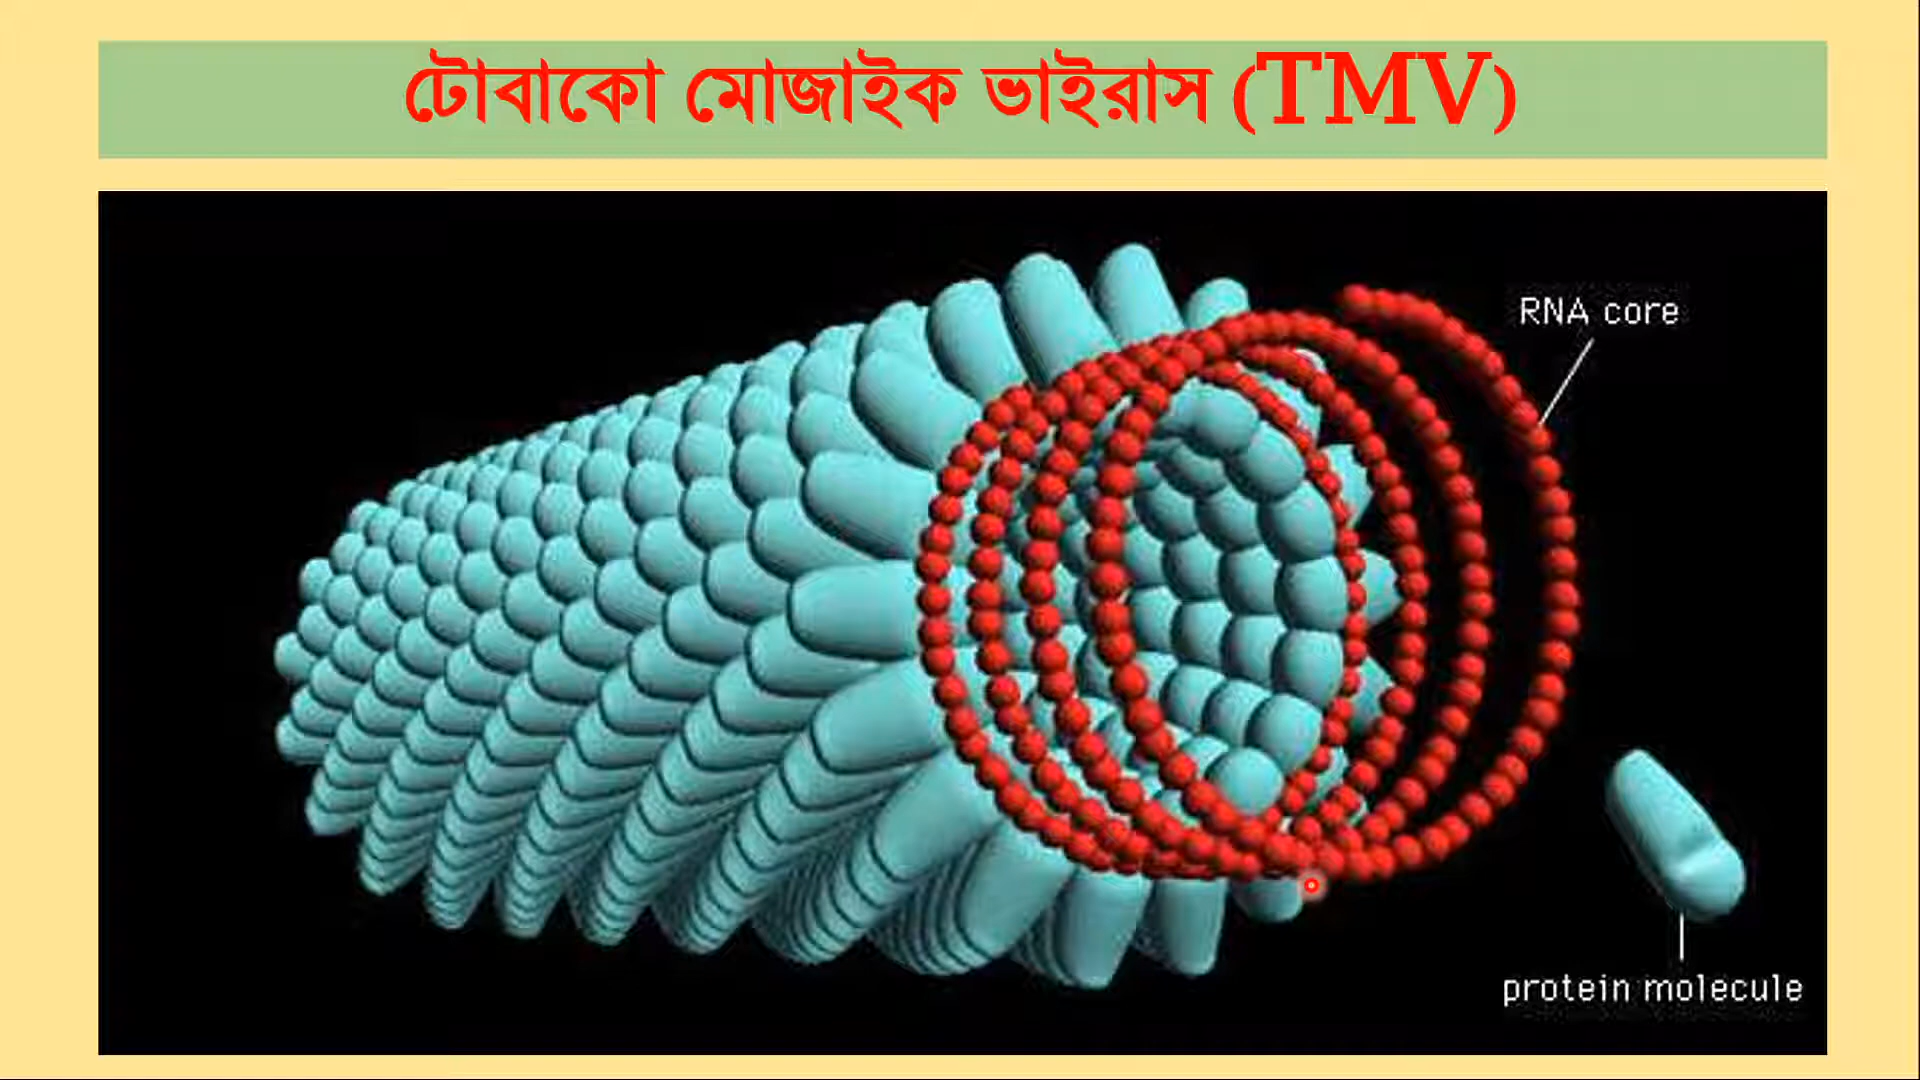 টোবাকো মোজাইক ভাইরাস (TMV)
RNA core
protein molecule